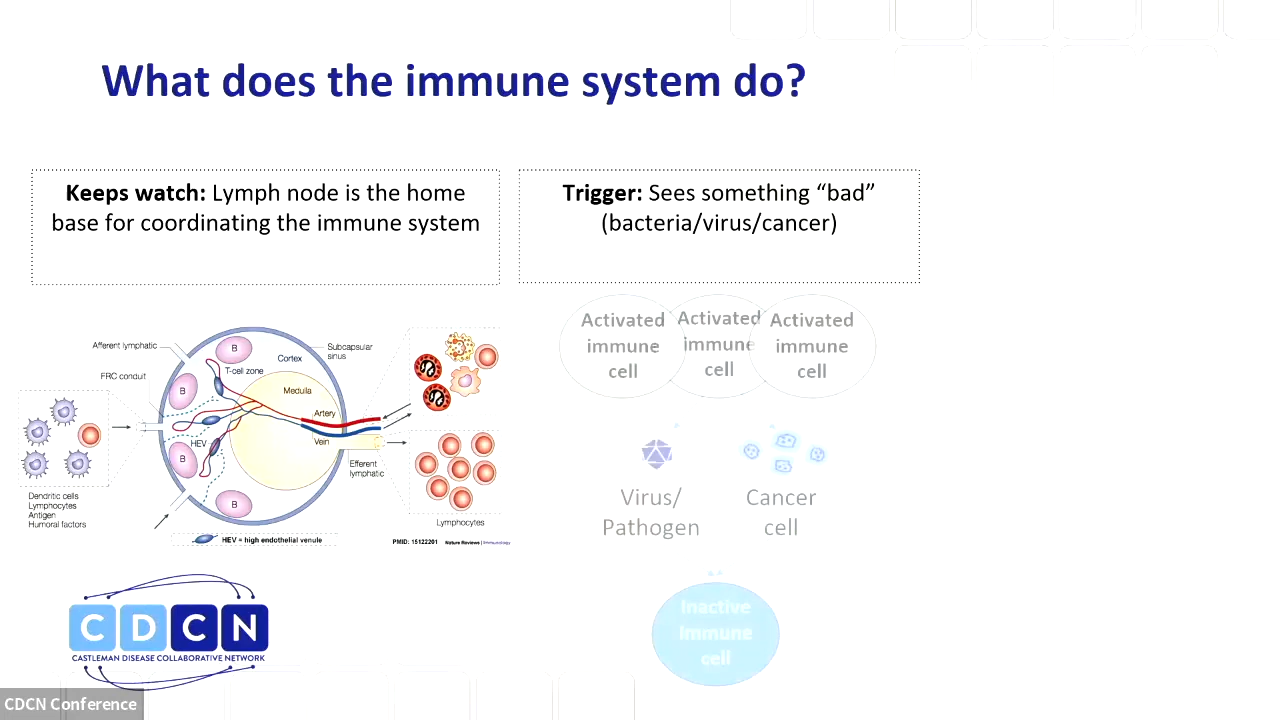 What does the immune system do?
Keeps watch: Lymph node is the home
base for coordinating the immune system
Trigger: Sees something “bad”
(bacteria/virus/cancer)
Afferent lymphatic
FRC conduit
B
B
B
B
Cortex
T-cell zone
Medulla
Subcapsular
sinus
Artery
Vein
HEV
Efferent
lymphatic
Dendritic cells
Lymphocytes
Antigen
Humoral factors
Lymphocytes
HEV = high endothelial venule
PMID: 15122201 Nature Reviews | Immunology
Activated
immune
cell
Activated
immune
cell
Activated
immune
cell
Virus/
Pathogen
Cancer
cell
Inactive
Immune
cell
CDCN
CASTLEMAN DISEASE COLLABORATIVE NETWORK
CDCN Conference